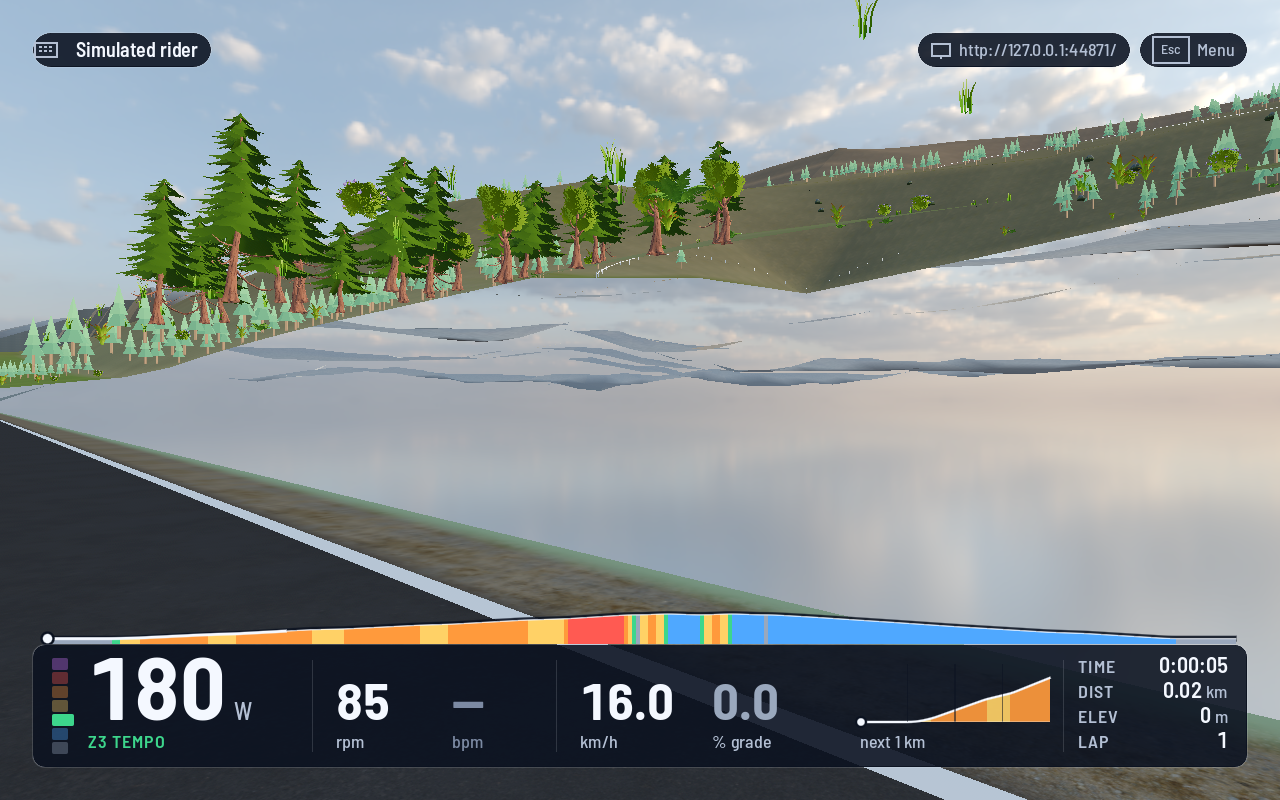 Simulated rider
http://127.0.0.1:44871/
Esc Menu
180 W
Z3 TEMPO
85
rpm
–
bpm
16.0
km/h
0.0
% grade
next 1 km
TIME 0:00:05
DIST 0.02 km
ELEV 0 m
LAP 1